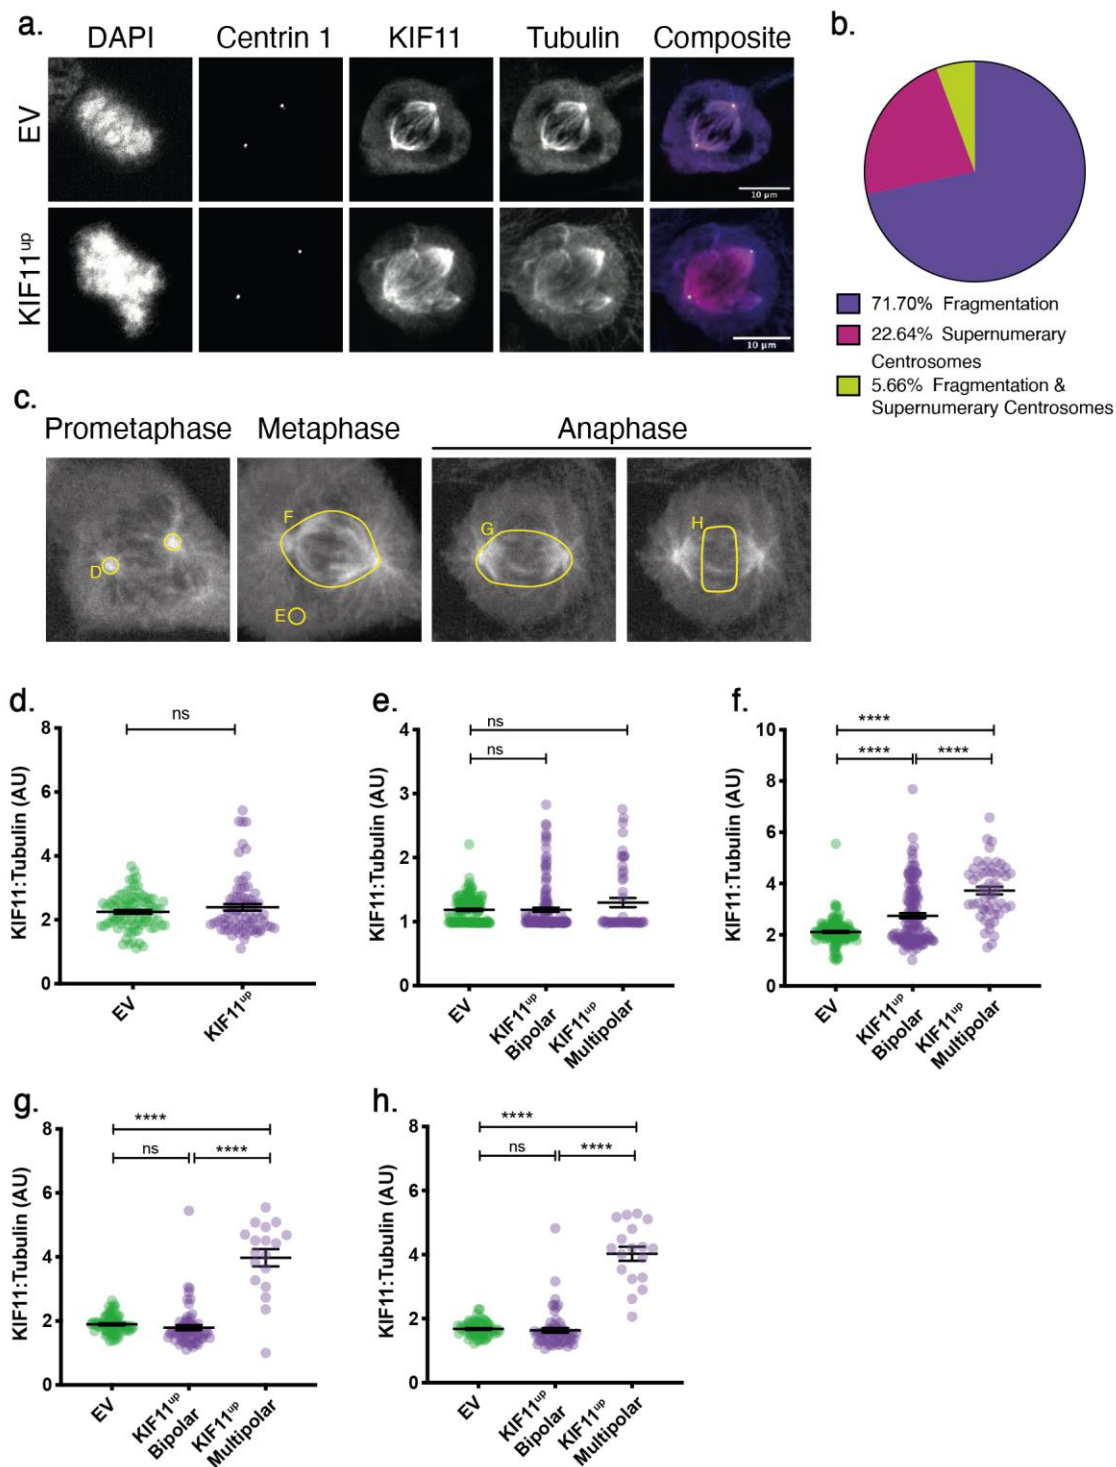 a.
DAPI Centrin 1 KIF11 Tubulin Composite
EV
10 μm
KIF11up
10 μm
b.
71.70% Fragmentation
22.64% Supernumerary
Centrosomes
5.66% Fragmentation &
Supernumerary Centrosomes
c.
Prometaphase Metaphase Anaphase
D
F
E
G
H
d.
KIF11:Tubulin (AU)
8
6
4
2
0
ns
EV
KIF11up
e.
KIF11:Tubulin (AU)
4
3
2
1
0
ns
ns
EV
KIF11up
Bipolar
KIF11up
Multipolar
f.
KIF11:Tubulin (AU)
10
8
6
4
2
0
****
**** ****
EV
KIF11up
Bipolar
KIF11up
Multipolar
g.
KIF11:Tubulin (AU)
8
6
4
2
0
****
ns ****
EV
KIF11up
Bipolar
KIF11up
Multipolar
h.
KIF11:Tubulin (AU)
8
6
4
2
0
****
ns ****
EV
KIF11up
Bipolar
KIF11up
Multipolar